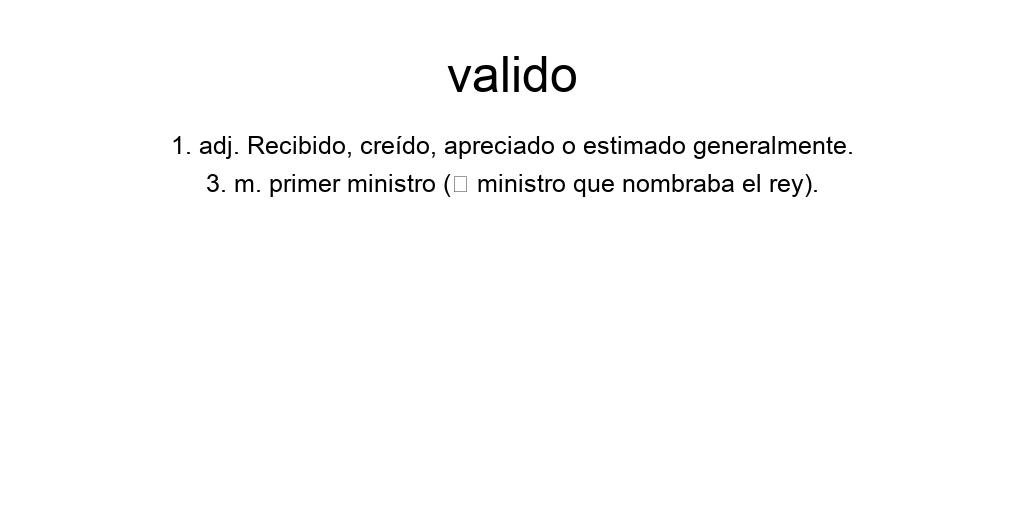 valido
1. adj. Recibido, creído, apreciado o estimado generalmente.
3. m. primer ministro (□ ministro que nombraba el rey).